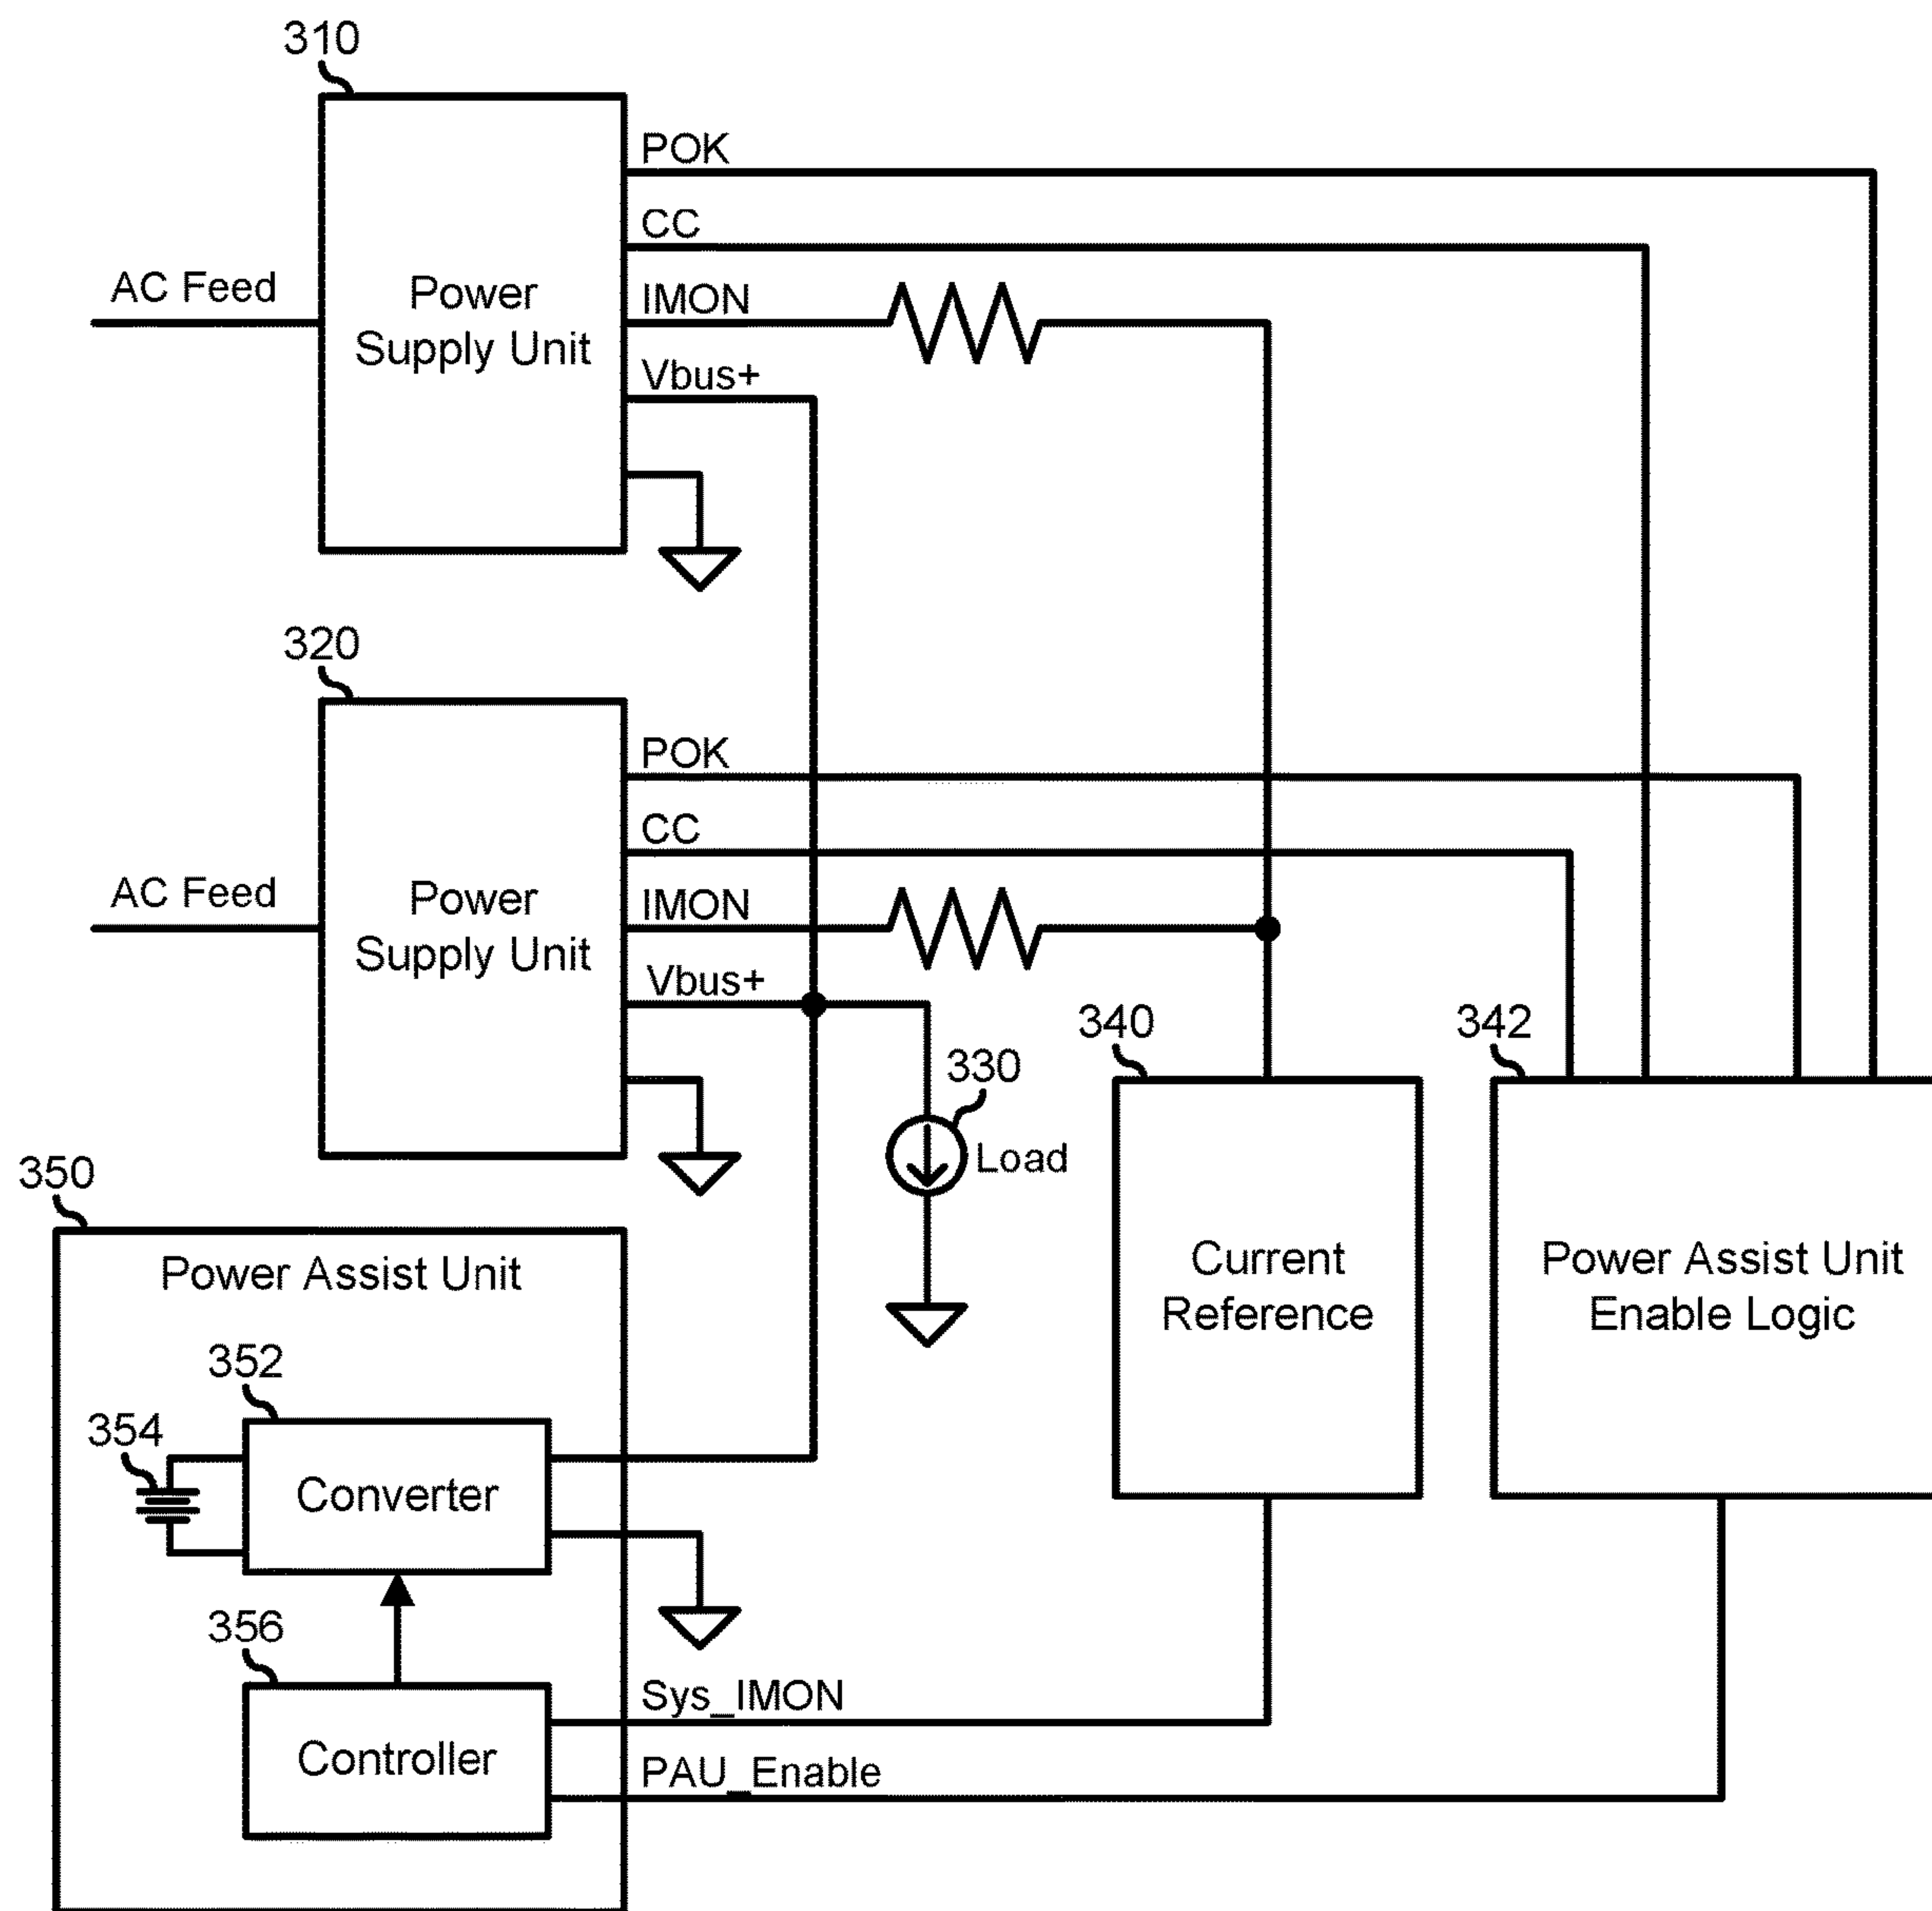 310
POK
CC
AC Feed
IMON
Power
Supply Unit
Vbus+
320
POK
CC
AC Feed
IMON
Power
Supply Unit
Vbus+
340
342
330
Load
350
Power Assist Unit
Current
Reference
Power Assist Unit
Enable Logic
352
354
Converter
356
Sys_IMON
Controller
PAU_Enable